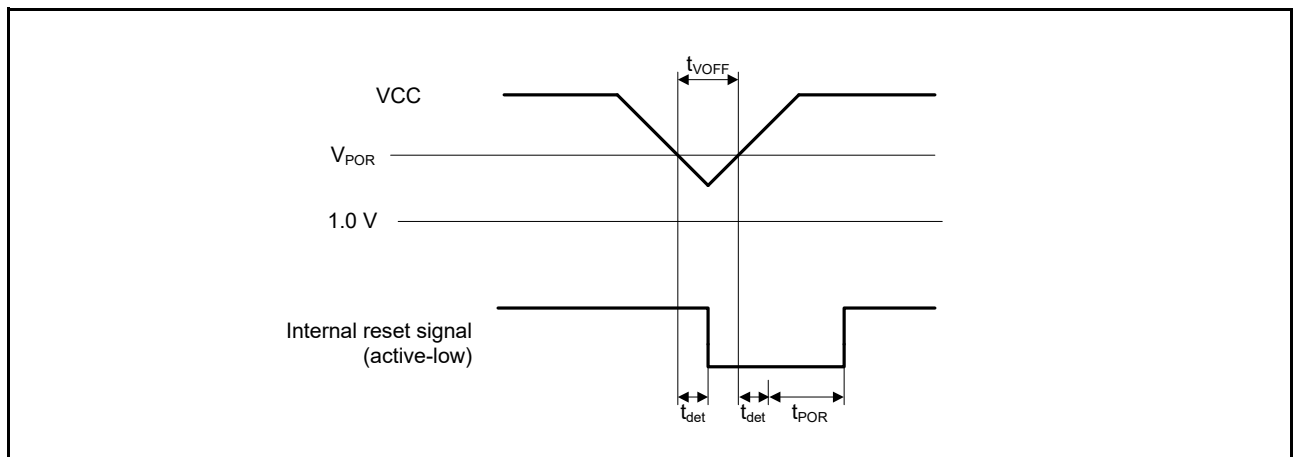 tVOFF
VCC
VPOR
1.0 V
Internal reset signal
(active-low)
tdet
tdet
tPOR